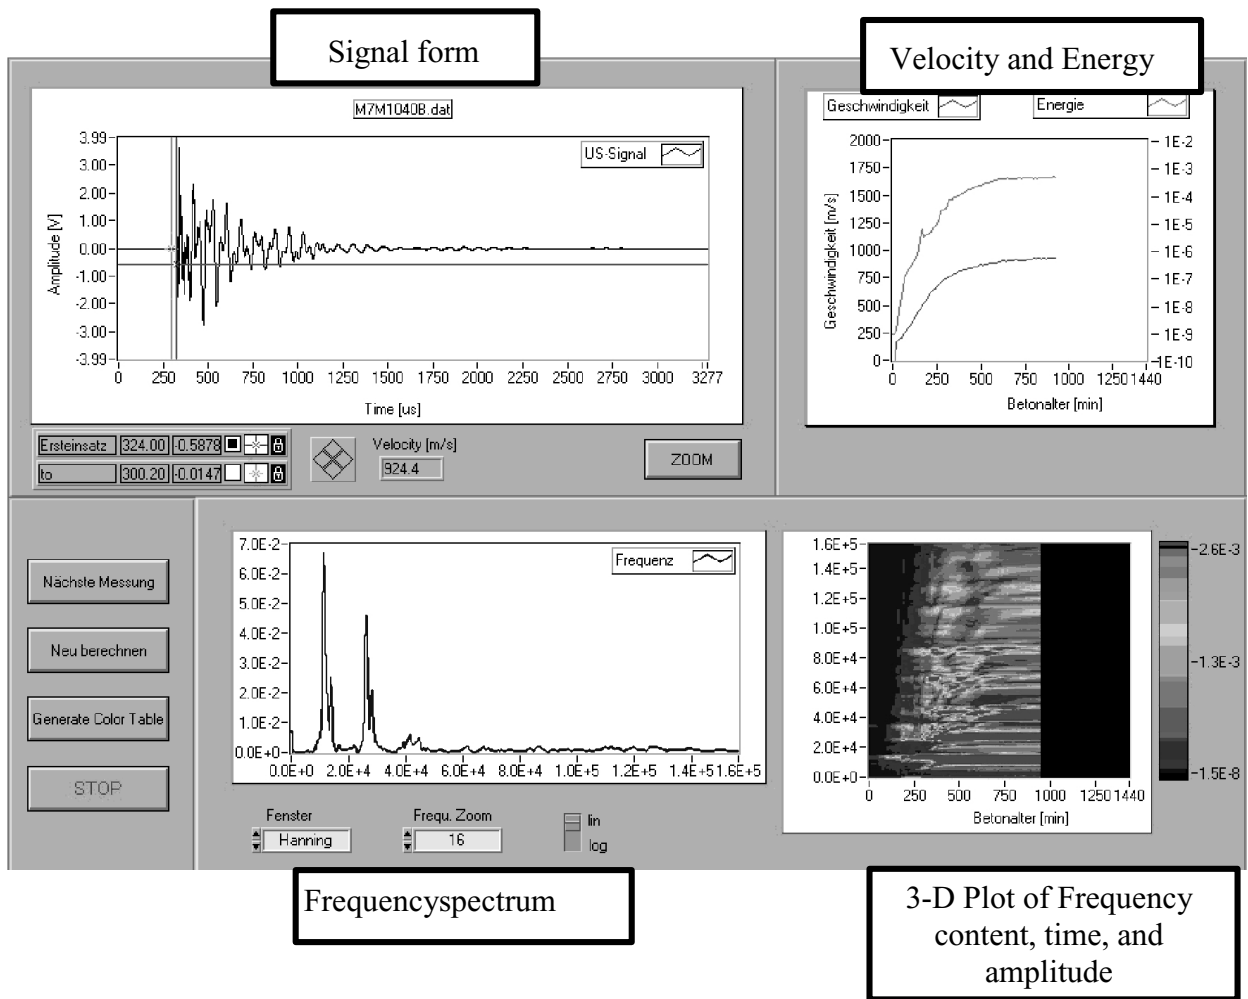 Signal form
Velocity and Energy
M7M1040B.dat
US-Signal
3.99
3.00
2.00
1.00
0.00
-1.00
-2.00
-3.00
-3.99
Amplitude [V]
0 250 500 750 1000 1250 1500 1750 2000 2250 2500 2750 3000 3277
Time [us]
Ersteinsatz 324.00 -0.5878
to 300.20 -0.0147
Velocity [m/s]
924.4
ZOOM
Geschwindigkeit
Energie
2000
1750
1500
1250
1000
750
500
250
0
Geschwindigkeit [m/s]
1E-2
1E-3
1E-4
1E-5
1E-6
1E-7
1E-8
1E-9
1E-10
0 250 500 750 1000 1250 1440
Betonalter [min]
Nächste Messung
Neu berechnen
Generate Color Table
STOP
7.0E-2
6.0E-2
5.0E-2
4.0E-2
3.0E-2
2.0E-2
1.0E-2
0.0E+0
Frequenz
0.0E+0 2.0E+4 4.0E+4 6.0E+4 8.0E+4 1.0E+5 1.2E+5 1.4E+5 1.6E+5
Fenster
Hanning
Frequ. Zoom
16
lin
log
1.6E+5
1.4E+5
1.2E+5
1.0E+5
8.0E+4
6.0E+4
4.0E+4
2.0E+4
0.0E+0
0 250 500 750 1000 1250 1440
Betonalter [min]
2.6E-3
1.3E-3
1.5E-8
Frequencyspectrum
3-D Plot of Frequency
content, time, and
amplitude